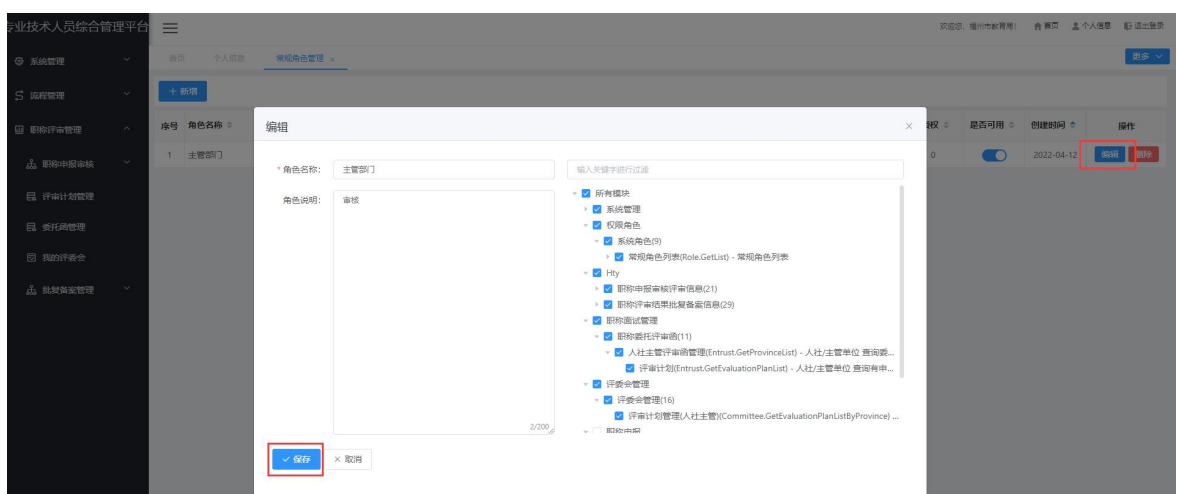 专业技术人员综合管理平台
欢迎您, 福州市教育局! 首页 个人信息 退出登录
系统管理
首页 个人信息 常规角色管理 × 更多
流程管理
+ 新增
职称评审管理
序号 角色名称 授权 是否可用 创建时间 操作
编辑 ×
职称申报审核
1 主管部门 0 2022-04-12 编辑 删除
*角色名称: 主管部门
输入关键字进行过滤
角色说明: 审核
评审计划管理
委托函管理
我的评委会
批复备案管理
所有模块
系统管理
权限角色
系统角色(9)
常规角色列表(Role.GetList) - 常规角色列表
Hty
职称申报审核评审信息(21)
职称评审结果批复备案信息(29)
职称面试管理
职称委托评审函(11)
人社主管评审函管理(Entrust.GetProvinceList) - 人社/主管单位 查询委...
评审计划(Entrust.GetEvaluationPlanList) - 人社/主管单位 查询有申...
评委会管理
评委会管理(16)
评审计划管理(人社主管)(Committee.GetEvaluationPlanListByProvince) ...
职称申报
2/200
保存 × 取消